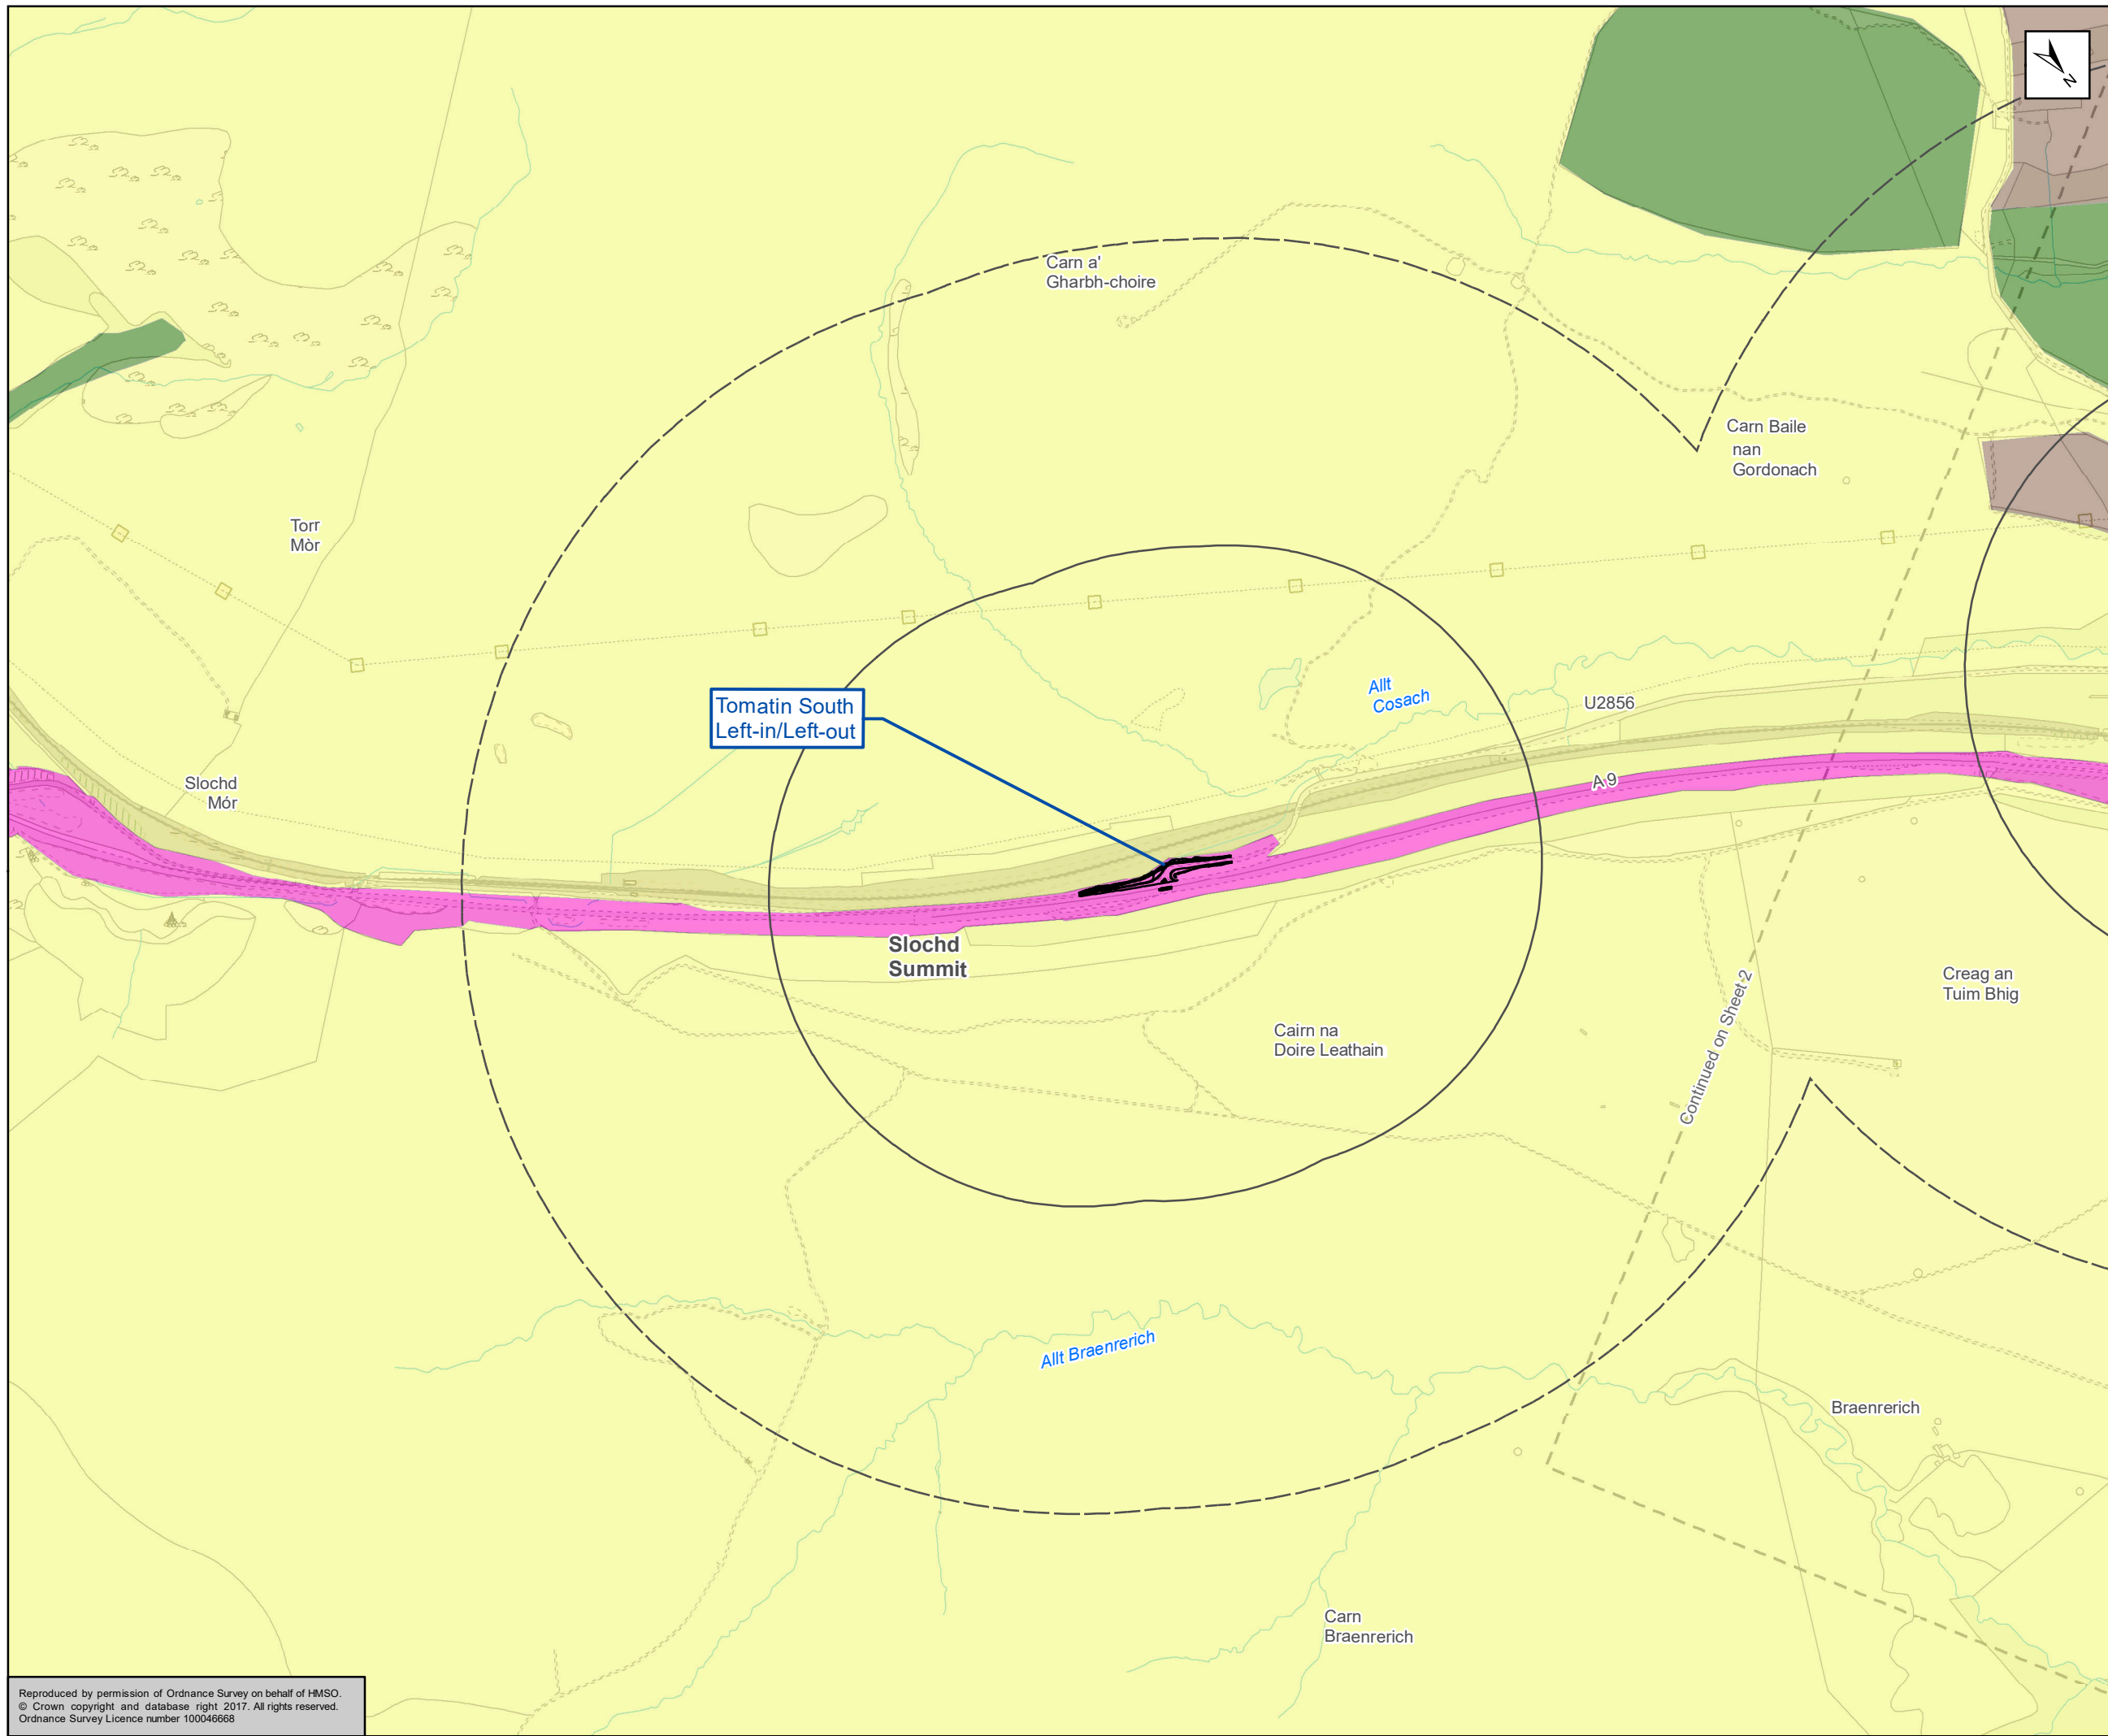 N
Carn a'
Gharbh-choire
Carn Baile
nan
Gordonach
Torr
Mòr
Allt
Cosach
U2856
Tomatin South
Left-in/Left-out
A 9
Slochd
Mór
Slochd
Summit
Creag an
Tuim Bhig
Continued on Sheet 2
Cairn na
Doire Leathain
Allt Braenrerich
Braenrerich
Carn
Braenrerich
Reproduced by permission of Ordnance Survey on behalf of HMSO.
© Crown copyright and database right 2017. All rights reserved.
Ordnance Survey Licence number 100046668